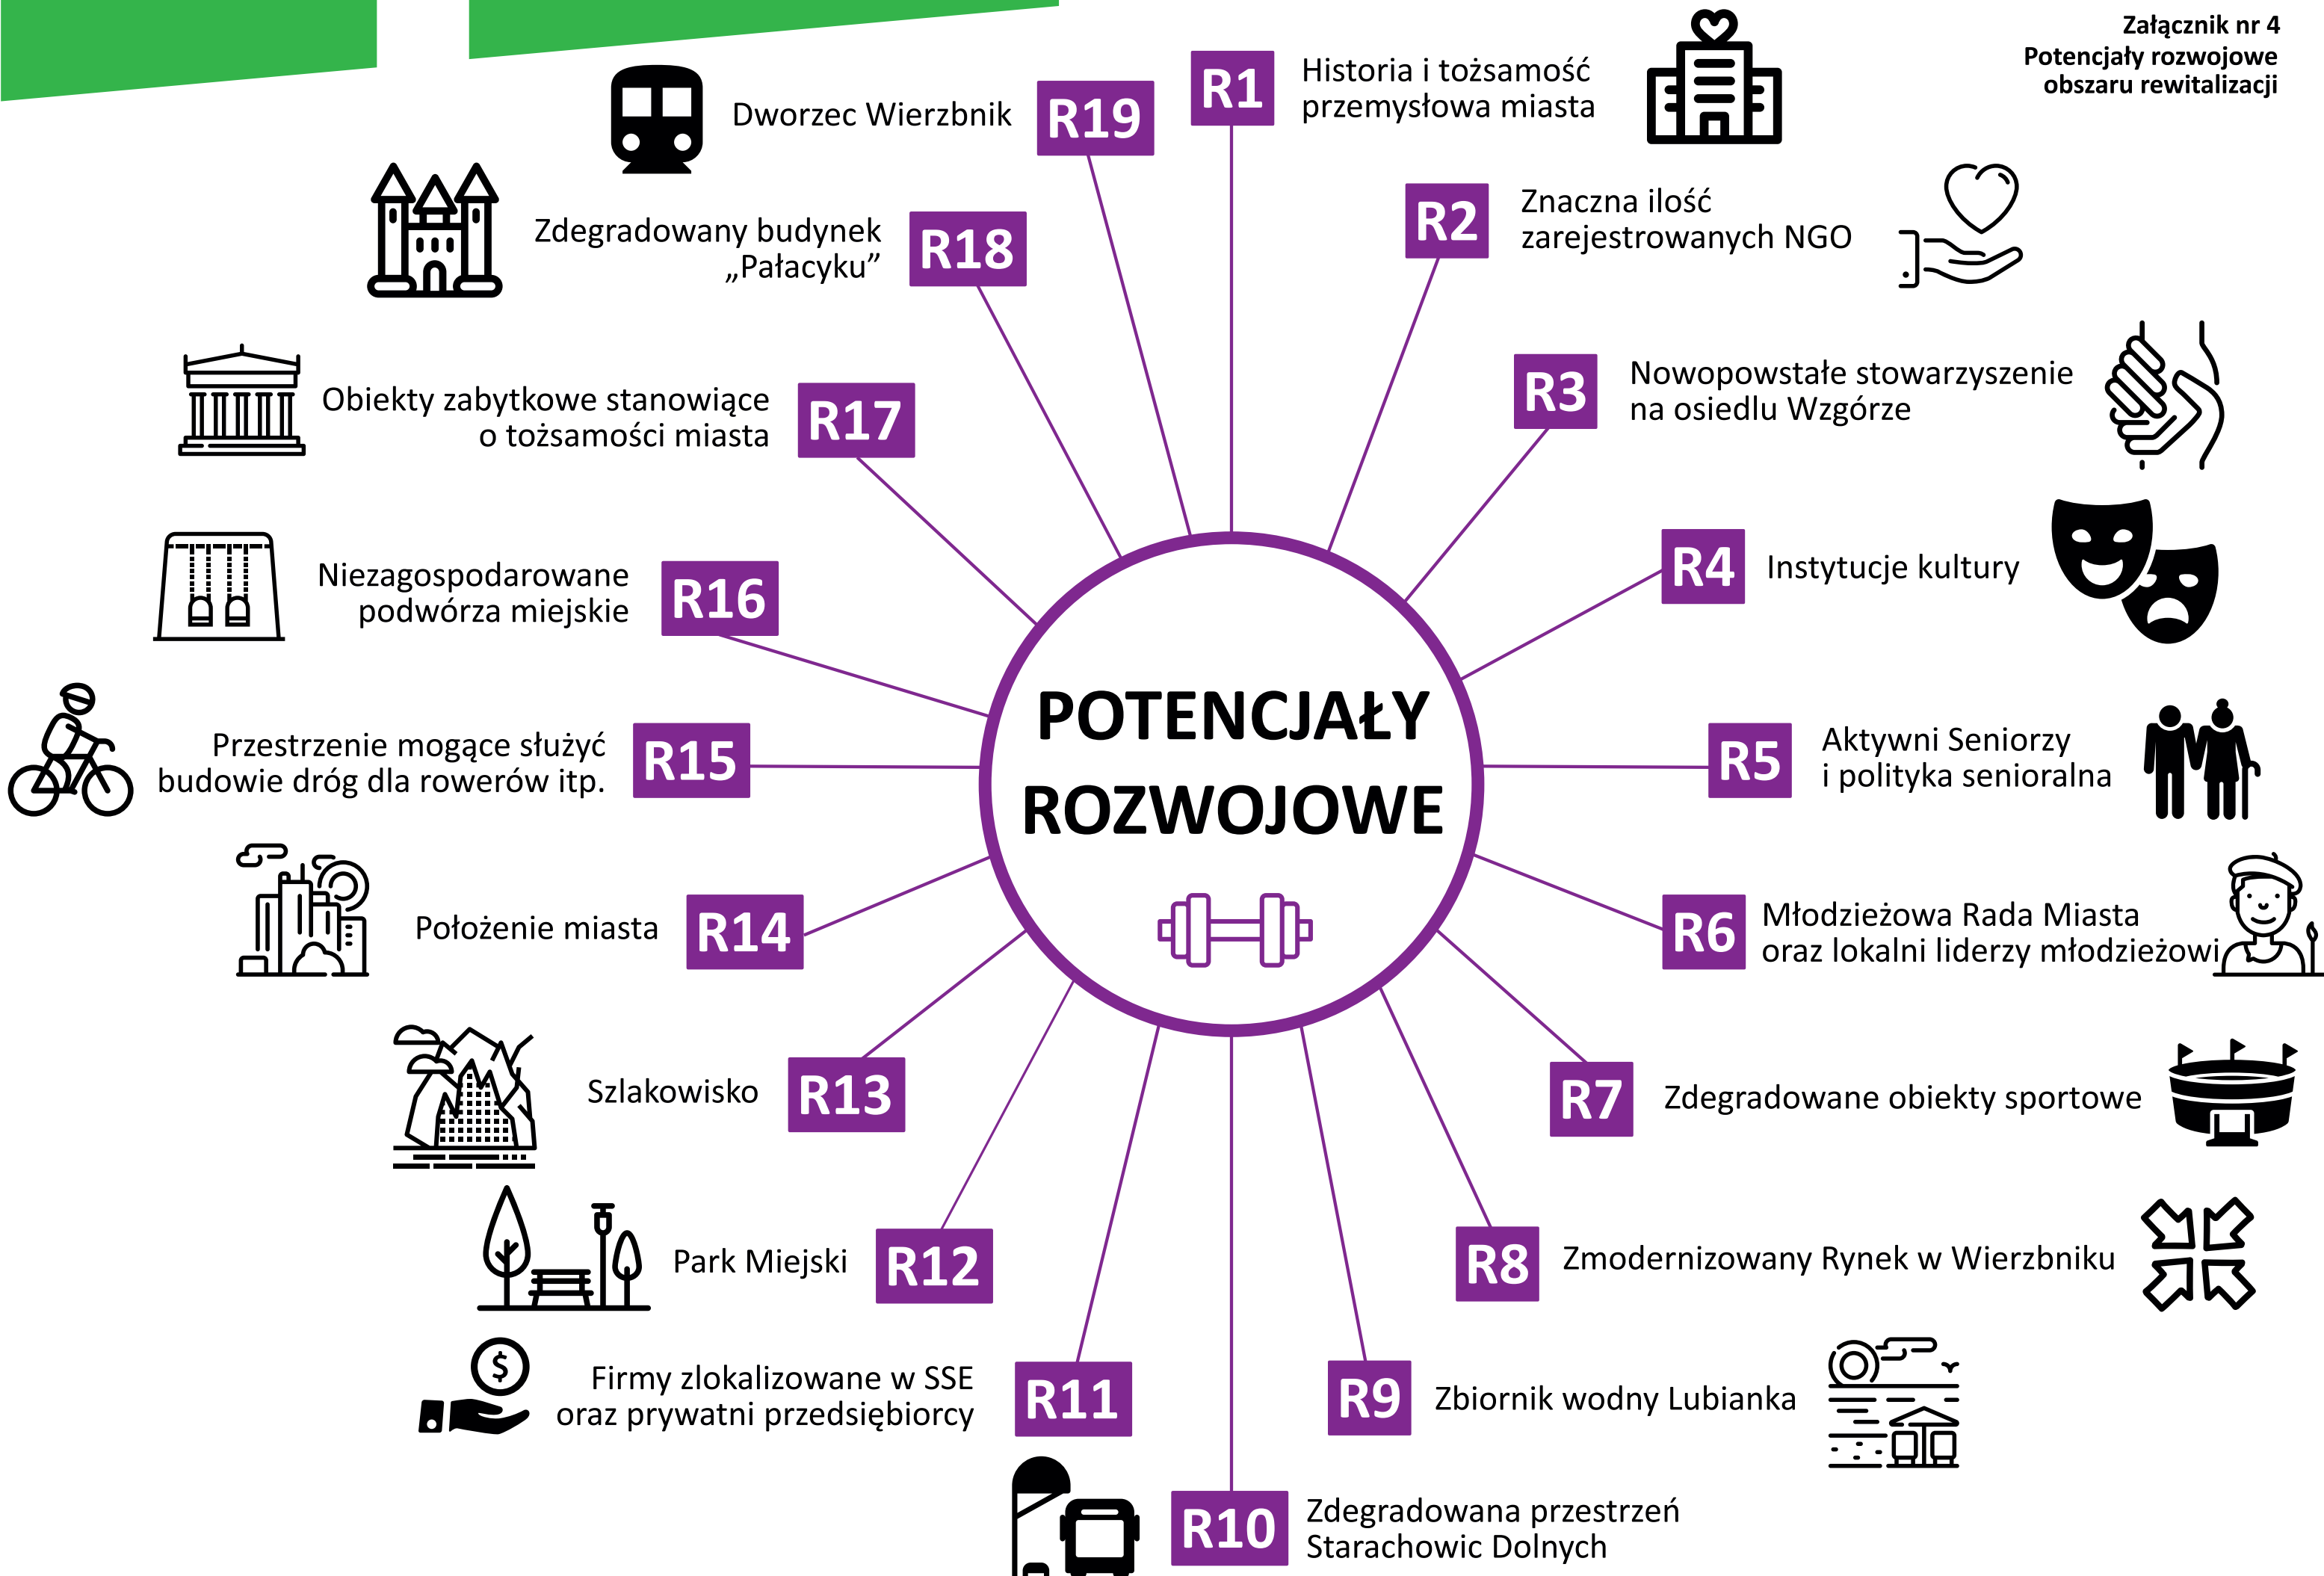 Załącznik nr 4
Potencjały rozwojowe
obszaru rewitalizacji
POTENCJAŁY
ROZWOJOWE
R1
Historia i tożsamość
przemysłowa miasta
R2
Znaczna ilość
zarejestrowanych NGO
R3
Nowopowstałe stowarzyszenie
na osiedlu Wzgórze
R4
Instytucje kultury
R5
Aktywni Seniorzy
i polityka senioralna
R6
Młodzieżowa Rada Miasta
oraz lokalni liderzy młodzieżowi
R7
Zdegradowane obiekty sportowe
R8
Zmodernizowany Rynek w Wierzbniku
R9
Zbiornik wodny Lubianka
R10
Zdegradowana przestrzeń
Starachowic Dolnych
R11
Firmy zlokalizowane w SSE
oraz prywatni przedsiębiorcy
$
R12
Park Miejski
R13
Szlakowisko
R14
Położenie miasta
R15
Przestrzenie mogące służyć
budowie dróg dla rowerów itp.
R16
Niezagospodarowane
podwórza miejskie
R17
Obiekty zabytkowe stanowiące
o tożsamości miasta
R18
Zdegradowany budynek
„Pałacyku”
R19
Dworzec Wierzbnik